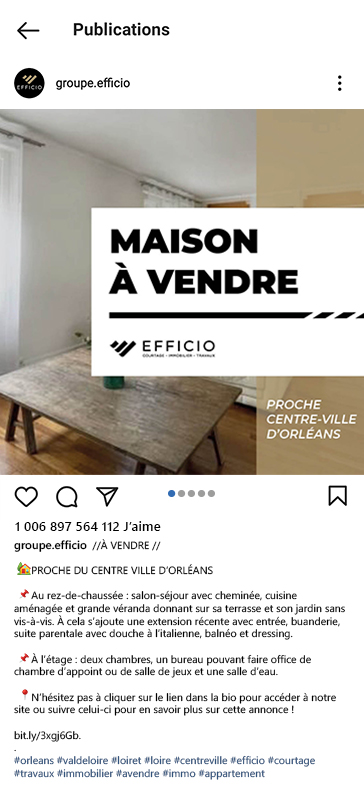 Publications
EFFICIO
groupe.efficio
MAISON
À VENDRE
EFFICIO
COURTAGE • IMMOBILIER • TRAVAUX
PROCHE
CENTRE-VILLE
D'ORLÉANS
1 006 897 564 112 J'aime
groupe.efficio //À VENDRE //
🏡PROCHE DU CENTRE VILLE D'ORLÉANS
📌Au rez-de-chaussée : salon-séjour avec cheminée, cuisine
aménagée et grande véranda donnant sur sa terrasse et son jardin sans
vis-à-vis. À cela s'ajoute une extension récente avec entrée, buanderie,
suite parentale avec douche à l'italienne, balnéo et dressing.
📌À l'étage : deux chambres, un bureau pouvant faire office de
chambre d'appoint ou de salle de jeux et une salle d'eau.
📍N'hésitez pas à cliquer sur le lien dans la bio pour accéder à notre
site ou suivre celui-ci pour en savoir plus sur cette annonce !
bit.ly/3xgj6Gb.
.
#orleans #valdeloire #loiret #loire #centreville #efficio #courtage
#travaux #immobilier #avendre #immo #appartement